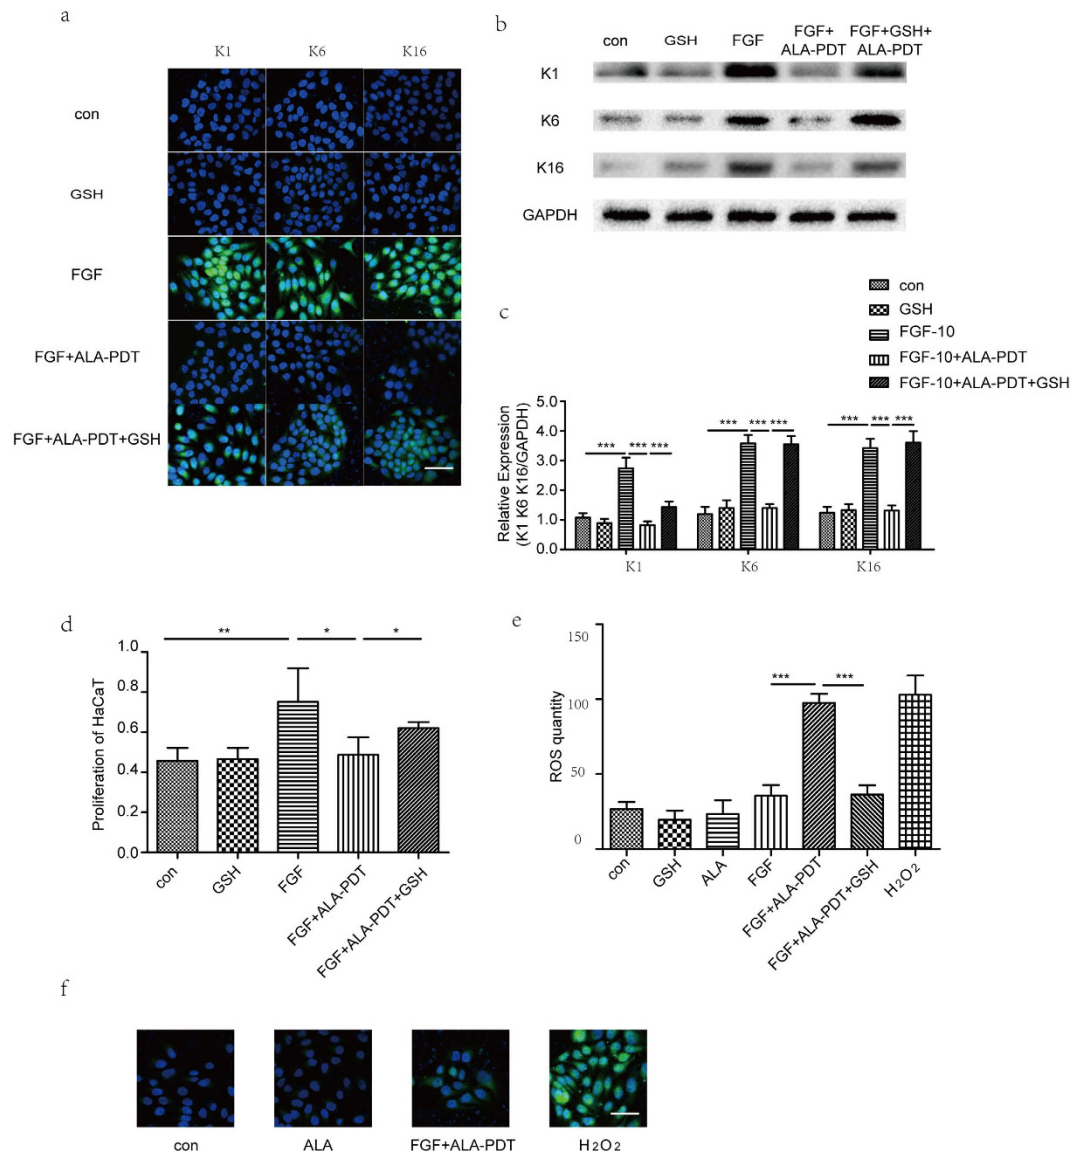 a
K1 K6 K16
con
GSH
FGF
FGF+ALA-PDT
FGF+ALA-PDT+GSH
b
con GSH FGF FGF+ALA-PDT FGF+GSH+ALA-PDT
K1
K6
K16
GAPDH
c
con
GSH
FGF-10
FGF-10+ALA-PDT
FGF-10+ALA-PDT+GSH
Relative Expression
(K1 K6 K16/GAPDH)
5.0
4.0
3.0
2.0
1.0
0.0
*** *** *** *** *** *** *** *** ***
K1 K6 K16
d
Proliferation of HaCaT
1.0
0.8
0.6
0.4
0.2
0.0
** * *
con GSH FGF FGF+ALA-PDT FGF+ALA-PDT+GSH
e
ROS quantity
150
100
50
0
*** ***
con GSH ALA FGF FGF+ALA-PDT FGF+ALA-PDT+GSH H2O2
f
con ALA FGF+ALA-PDT H2O2